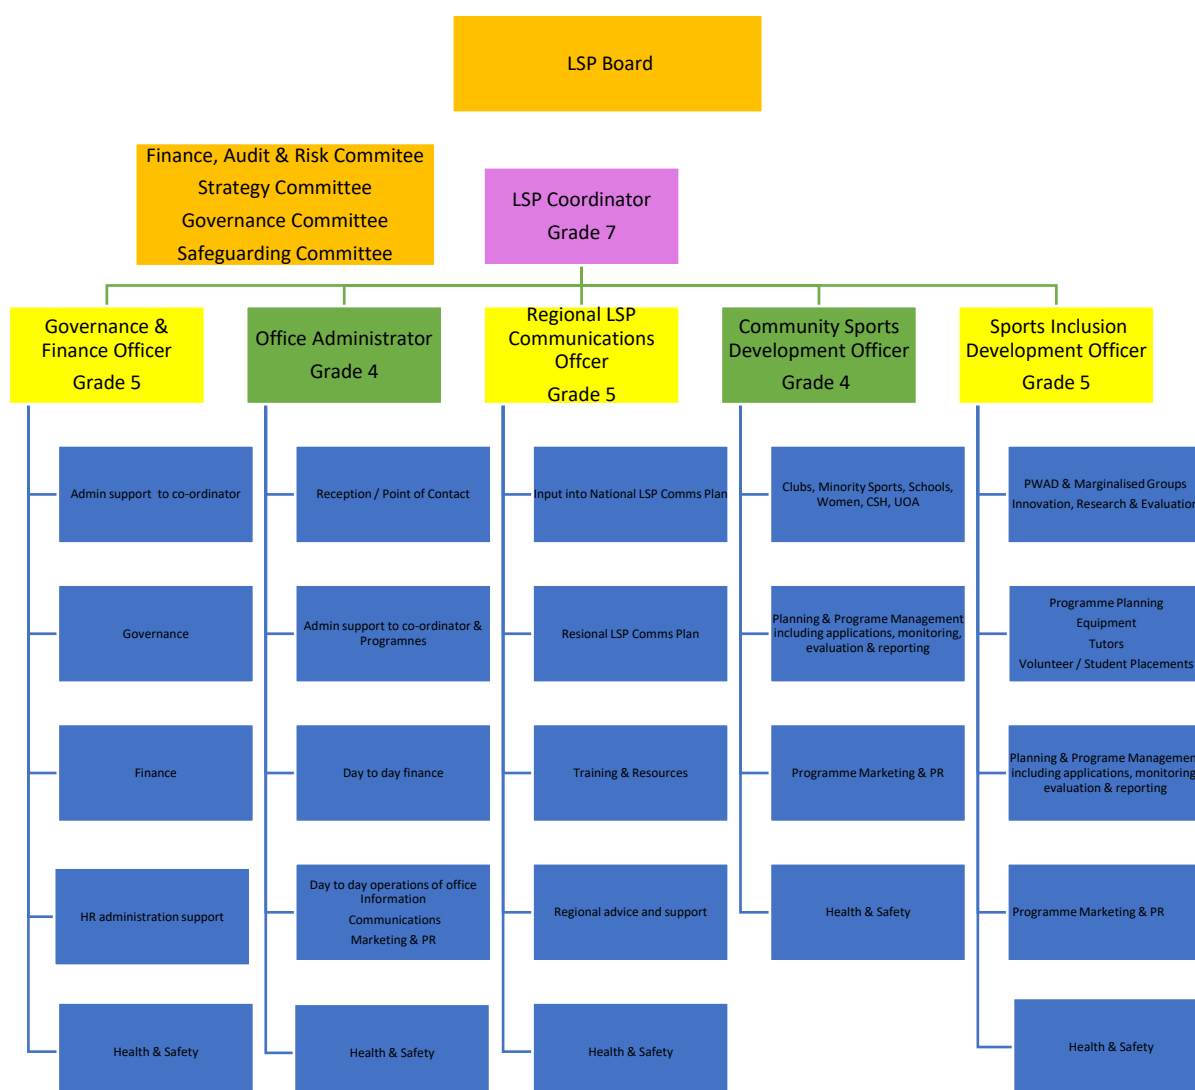 LSP Board
Finance, Audit & Risk Commitee
Strategy Committee
Governance Committee
Safeguarding Committee
LSP Coordinator
Grade 7
Governance &
Finance Officer
Grade 5
Office Administrator
Grade 4
Regional LSP
Communications
Offcer
Grade 5
Community Sports
Development Officer
Grade 4
Sports Inclusion
Development Officer
Grade 5
Admin support to co-ordinator
Governance
Finance
HR administration support
Health & Safety
Reception / Point of Contact
Admin support to co-ordinator &
Programnes
Day to day finance
Day to day operations of office
Information
Communications
Marketing & PR
Health & Safety
Input into National LSP Comms Plan
Resional LSP Comms Plan
Training & Resources
Regional advice and support
Health & Safety
Clubs, Minority Sports, Schools,
Women, CSH, UOA
Planning & Programe Management
including applications, monitoring,
evaluation & reporting
Programme Marketing & PR
Health & Safety
PWAD & Marginalised Groups
Innovation, Research & Evaluation
Programme Planning
Equipment
Tutors
Volunteer / Student Placements
Planning & Programe Management
including applications, monitoring,
evaluation & reporting
Programme Marketing & PR
Health & Safety